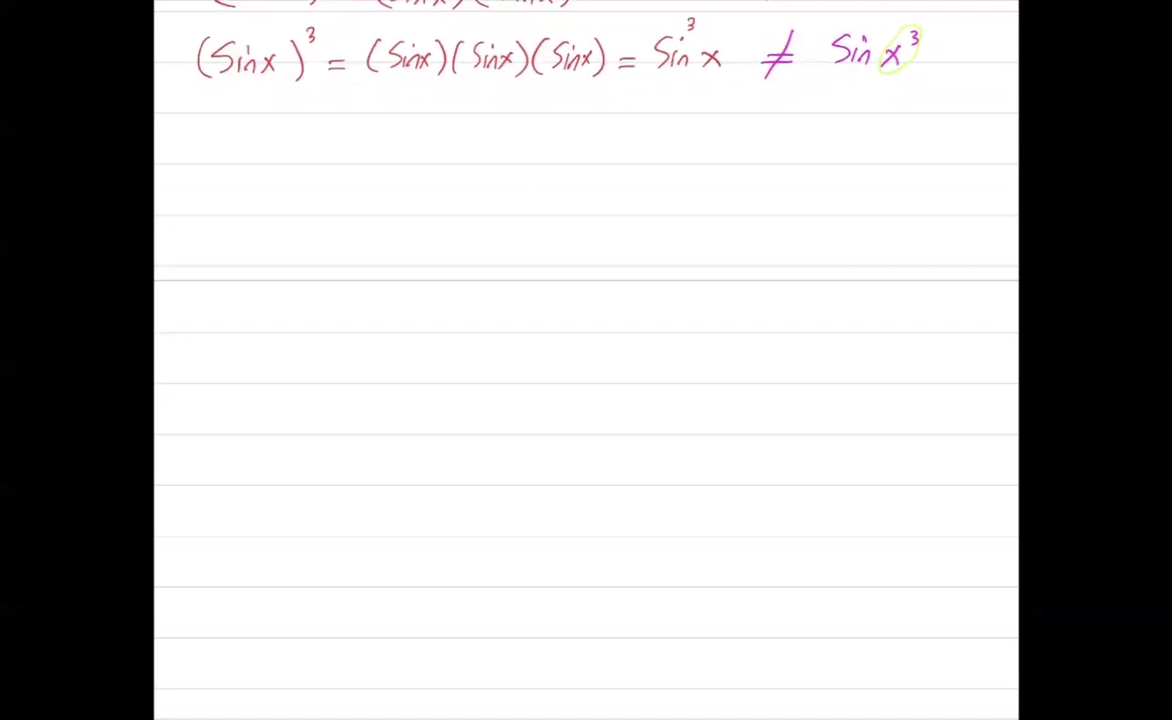 (Sinx)³ = (Sinx)(Sinx)(Sinx) = Sin³x ≠ Sin x³